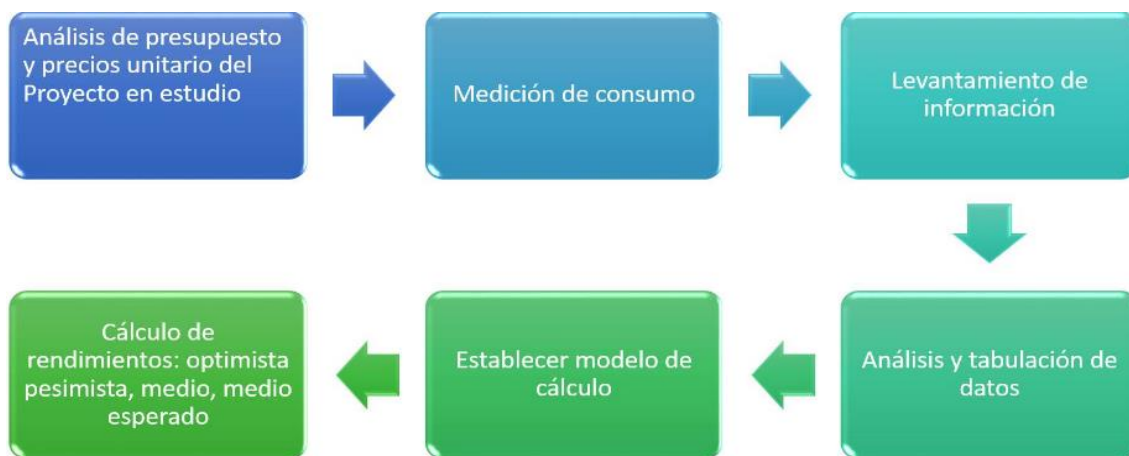 Análisis de presupuesto
y precios unitario del
Proyecto en estudio
Medición de consumo
Levantamiento de
información
Análisis y tabulación de
datos
Establecer modelo de
cálculo
Cálculo de
rendimientos: optimista
pesimista, medio, medio
esperado